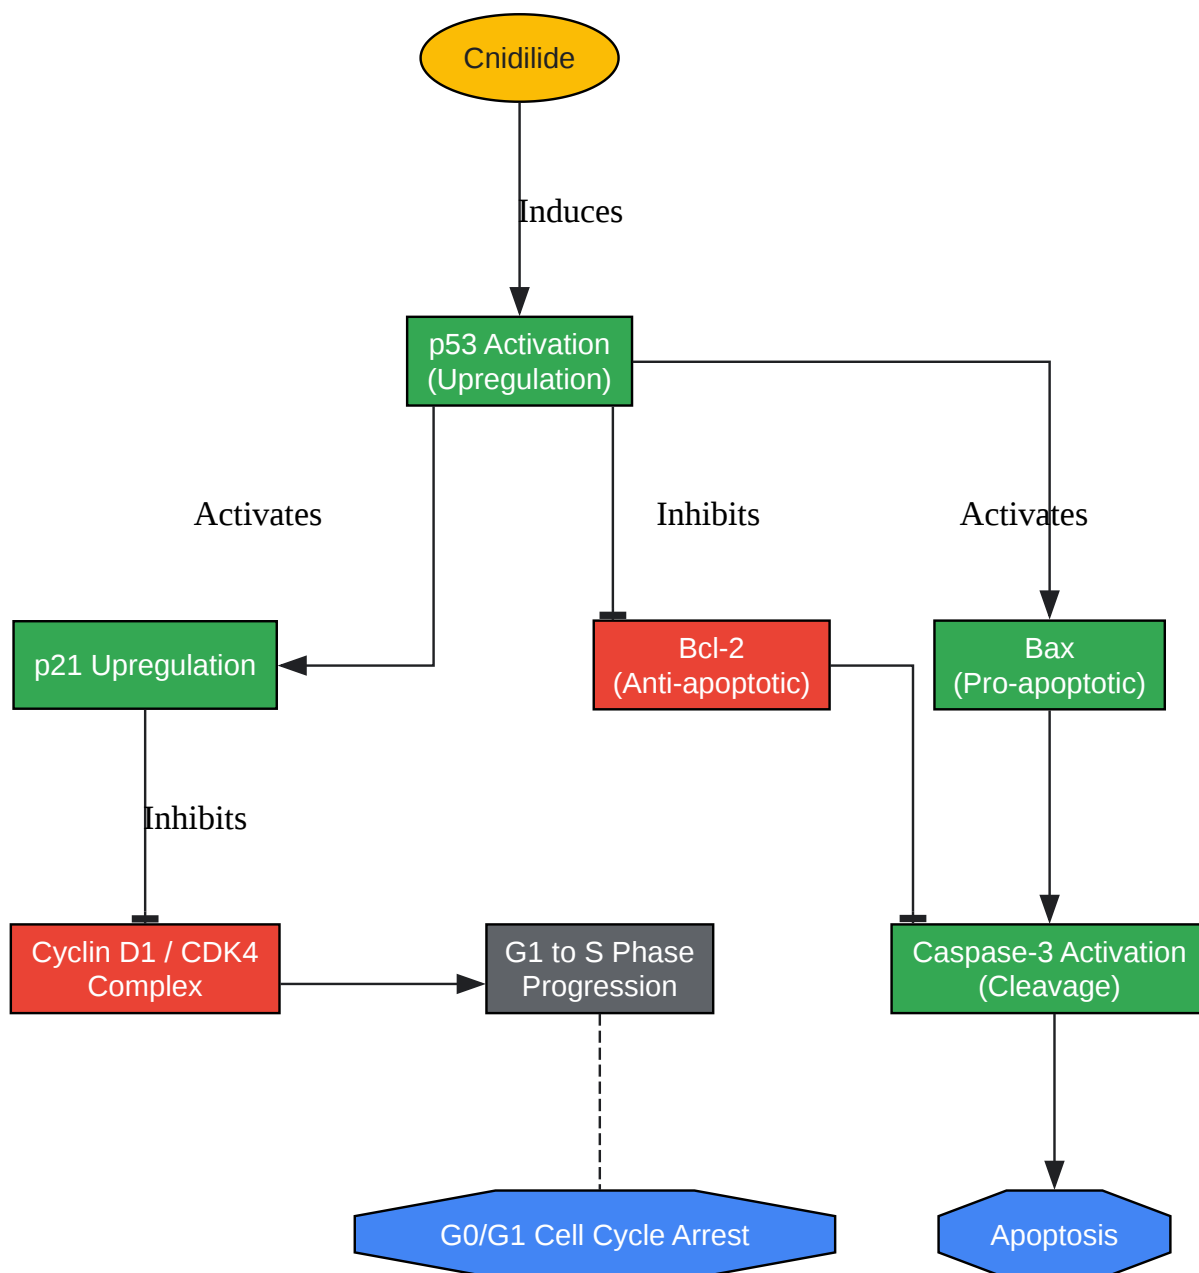 Cnidilide
Induces
p53 Activation
(Upregulation)
Activates
Inhibits
Activates
p21 Upregulation
Bcl-2
(Anti-apoptotic)
Bax
(Pro-apoptotic)
Inhibits
Cyclin D1 / CDK4
Complex
G1 to S Phase
Progression
Caspase-3 Activation
(Cleavage)
G0/G1 Cell Cycle Arrest
Apoptosis